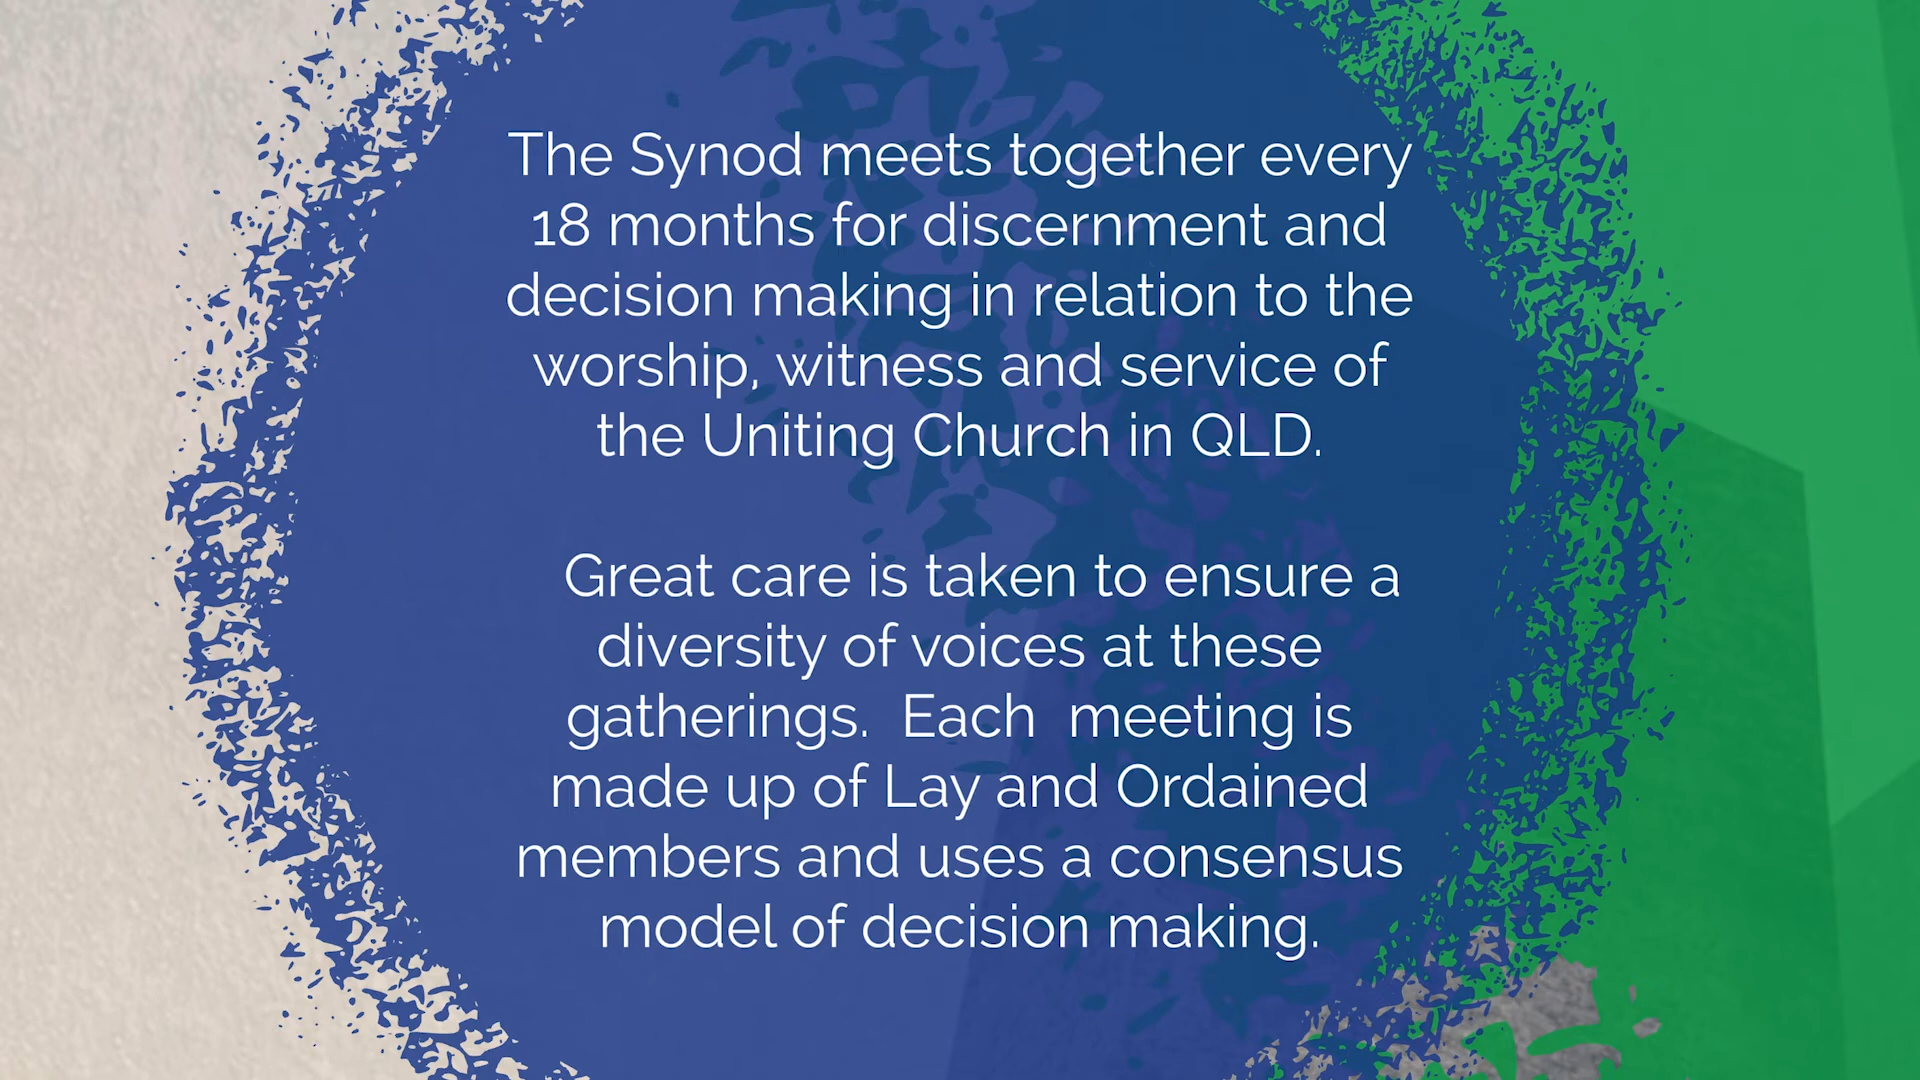 The Synod meets together every
18 months for discernment and
decision making in relation to the
worship, witness and service of
the Uniting Church in QLD.
Great care is taken to ensure a
diversity of voices at these
gatherings.  Each  meeting is
made up of Lay and Ordained
members and uses a consensus
model of decision making.